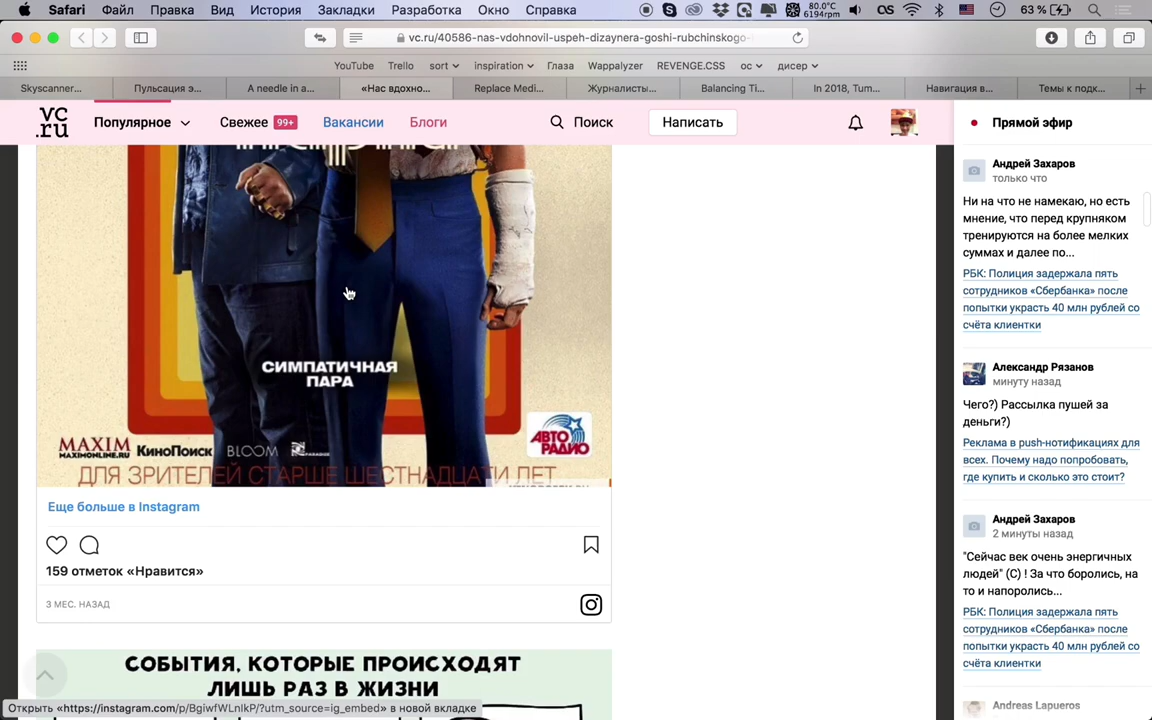 Safari Файл Правка Вид История Закладки Разработка Окно Справка 80.0°C 6194rpm 63 %
vc.ru/40586-nas-vdohnovil-uspeh-dizaynera-goshi-rubchinskogo-
YouTube Trello sort inspiration Глаза Wappalyzer REVENGE.CSS ос дисер
Skyscanner... Пульсация э... A needle in a... «Нас вдохно... Replace Medi... Журналисты... Balancing Ti... In 2018, Tum... Навигация в... Темы к подк...
vc.ru Популярное Свежее 99+ Вакансии Блоги Поиск Написать
СИМПАТИЧНАЯ
ПАРА
MAXIM
MAXIMONLINE.RU
КиноПоиск
BLOOM
АВТО
РАДИО
ДЛЯ ЗРИТЕЛЕЙ СТАРШЕ ШЕСТНАДЦАТИ ЛЕТ
Еще больше в Instagram
159 отметок «Нравится»
3 МЕС. НАЗАД
СОБЫТИЯ, КОТОРЫЕ ПРОИСХОДЯТ
ЛИШЬ РАЗ В ЖИЗНИ
Открыть «https://instagram.com/p/BgiwfWLnIkP/?utm_source=ig_embed» в новой вкладке
Прямой эфир
Андрей Захаров
только что
Ни на что не намекаю, но есть
мнение, что перед крупняком
тренируются на более мелких
суммах и далее по...
РБК: Полиция задержала пять
сотрудников «Сбербанка» после
попытки украсть 40 млн рублей со
счёта клиентки
Александр Рязанов
минуту назад
Чего?) Рассылка пушей за
деньги?)
Реклама в push-нотификациях для
всех. Почему надо попробовать,
где купить и сколько это стоит?
Андрей Захаров
2 минуты назад
"Сейчас век очень энергичных
людей" (С) ! За что боролись, на
то и напоролись...
РБК: Полиция задержала пять
сотрудников «Сбербанка» после
попытки украсть 40 млн рублей со
счёта клиентки
Andreas Lapueros